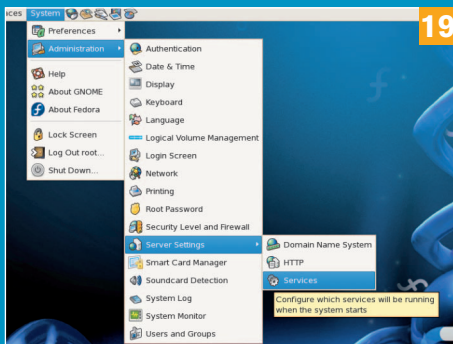 ces System
19
Preferences
Administration
Help
About GNOME
About Fedora
Lock Screen
Log Out root...
Shut Down...
Authentication
Date & Time
Display
Keyboard
Language
Logical Volume Management
Login Screen
Network
Printing
Root Password
Security Level and Firewall
Server Settings
Smart Card Manager
Soundcard Detection
System Log
System Monitor
Users and Groups
Domain Name System
HTTP
Services
Configure which services will be running
when the system starts